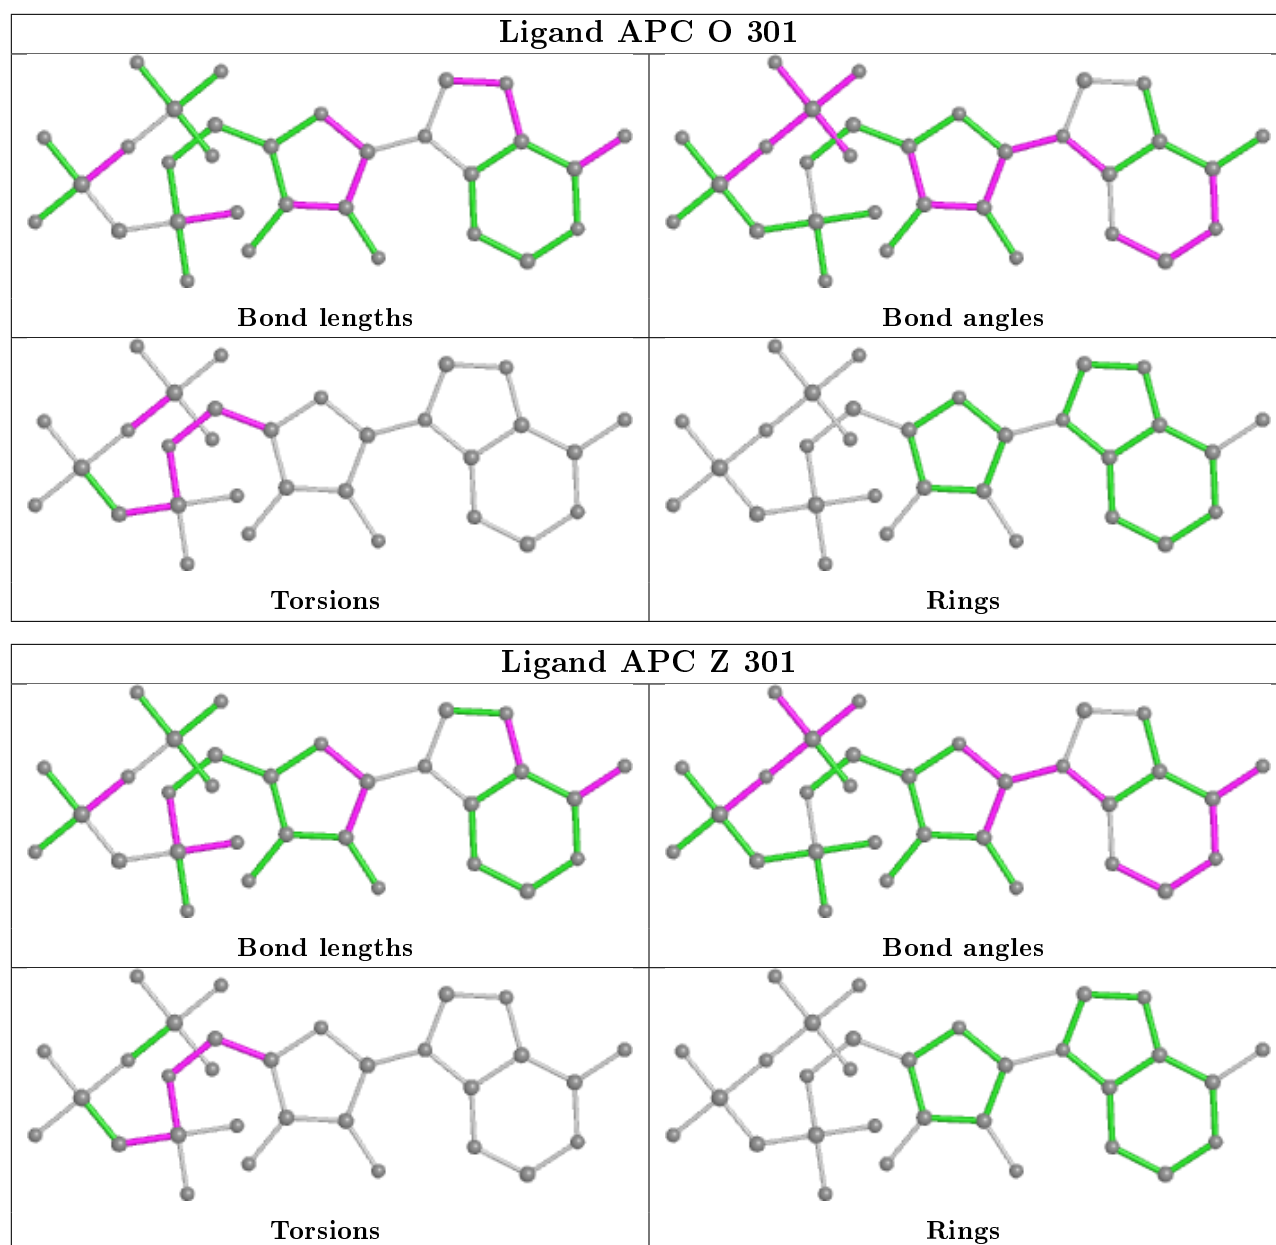 Ligand APC O 301
Bond lengths
Bond angles
Torsions
Rings
Ligand APC Z 301
Bond lengths
Bond angles
Torsions
Rings